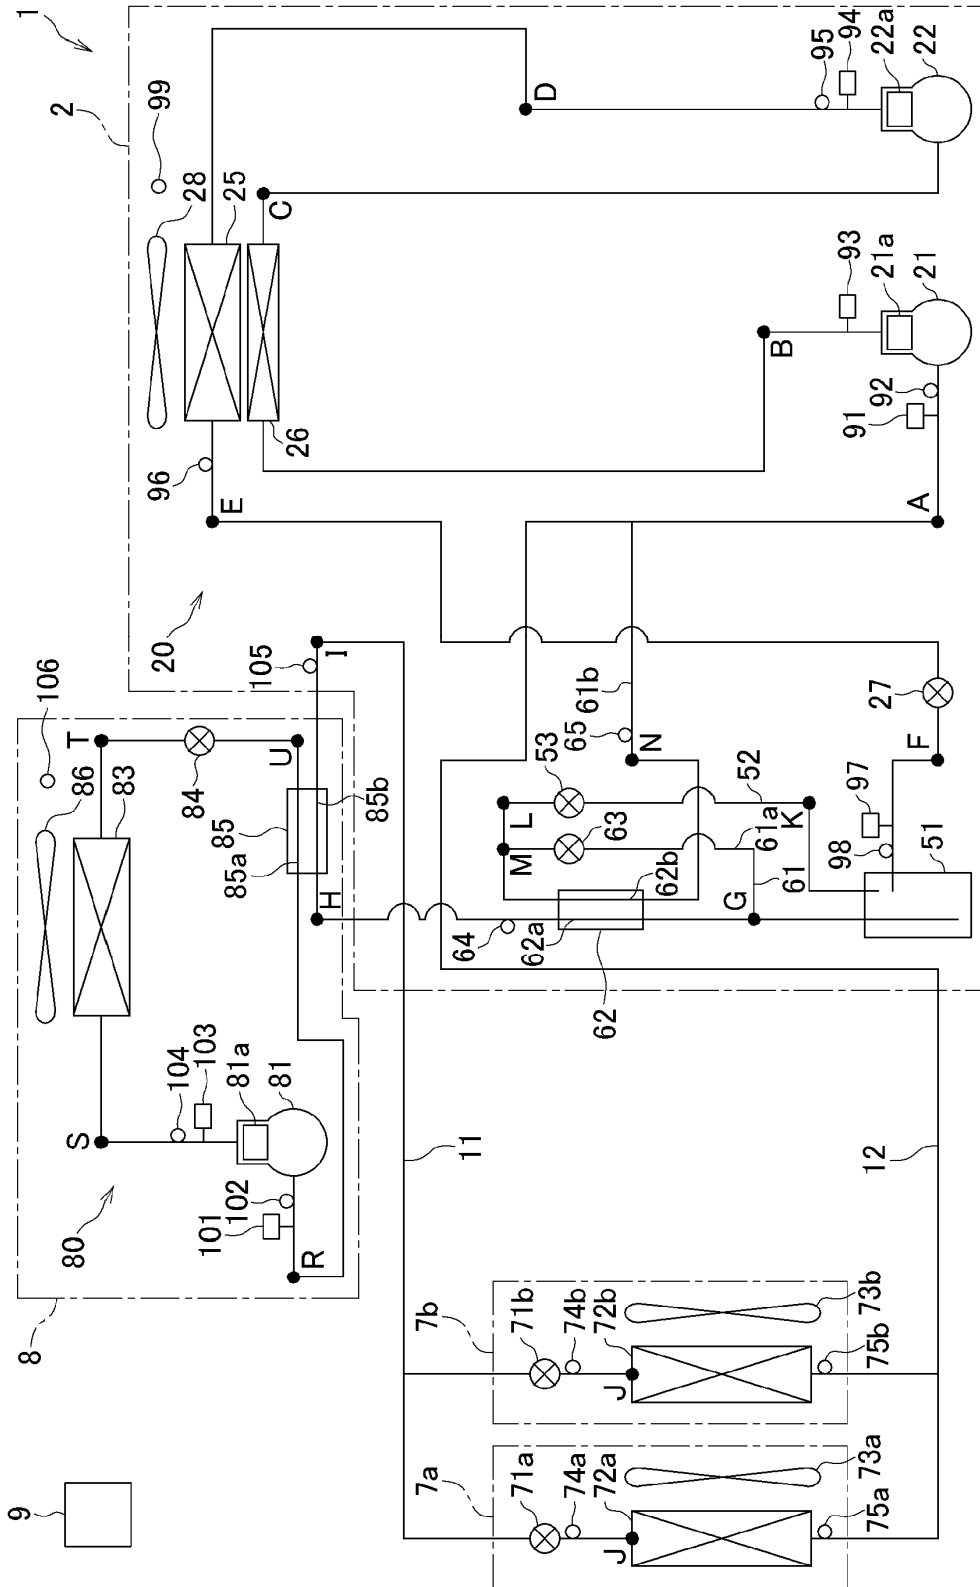 1
2
99
28
25
C
26
96
E
D
95
94
22a
22
B
93
21a
21
92
91
A
20
106
T
86
83
84
U
105
I
85
85a
85b
H
S
104
103
81a
81
101
102
R
80
8
61b
65
N
53
52
L
M
63
61a
K
61
62b
62a
G
64
62
27
F
97
98
51
11
12
7b
71b
74b
72b
J
73b
75b
7a
71a
74a
72a
J
73a
75a
9